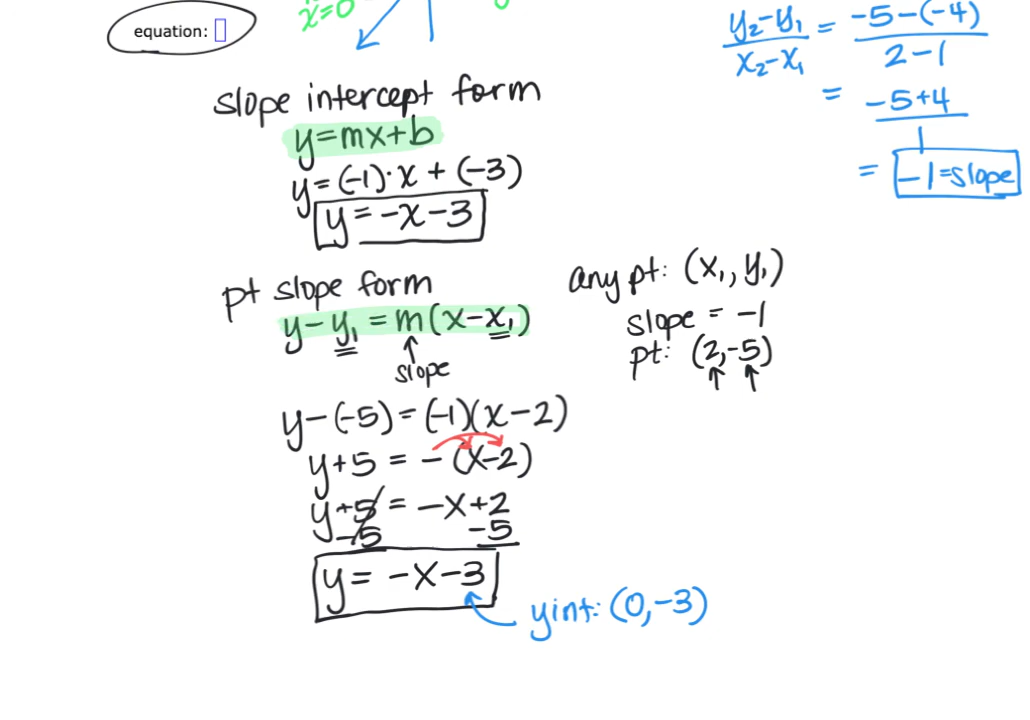 equation:
x=0
y₂-y₁ / x₂-x₁ = -5-(-4) / 2-1
= -5+4 / 1
= -1=slope
slope intercept form
y=mx+b
y=(-1)·x+(-3)
y=-x-3
pt slope form
y-y₁=m(x-x₁)
slope
any pt: (x₁,y₁)
slope = -1
pt: (2,-5)
y-(-5)=(-1)(x-2)
y+5 = -(x-2)
y+5 = -x+2
-5 -5
y= -x-3
yint: (0,-3)